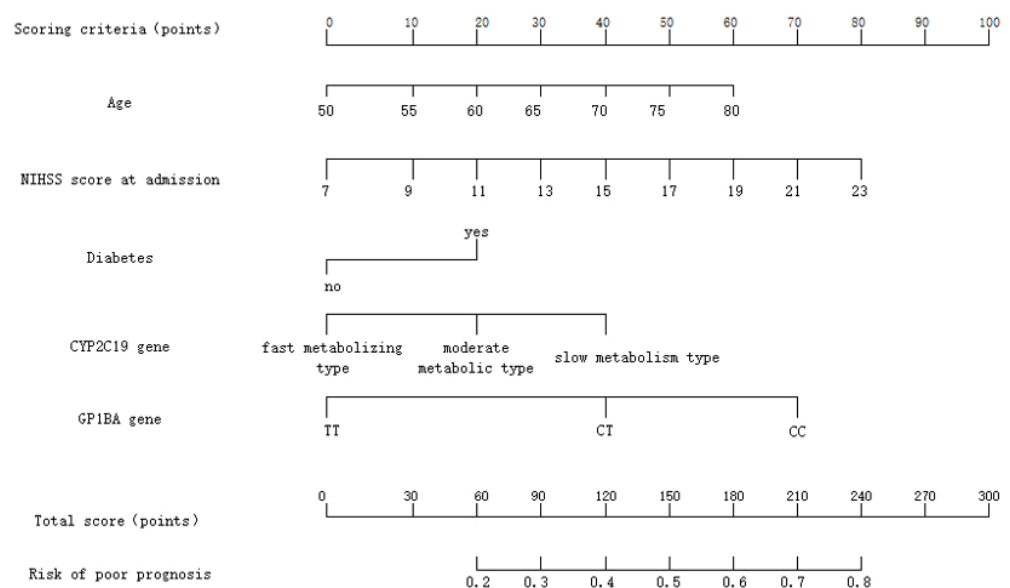 Scoring criteria (points) 0 10 20 30 40 50 60 70 80 90 100
Age
50 55 60 65 70 75 80
NIHSS score at admission
7 9 11 13 15 17 19 21 23
yes
Diabetes
no
CYP2C19 gene
fast metabolizing type
moderate metabolic type
slow metabolism type
GP1BA gene
TT CT CC
0 30 60 90 120 150 180 210 240 270 300
Total score (points)
Risk of poor prognosis
0.2 0.3 0.4 0.5 0.6 0.7 0.8